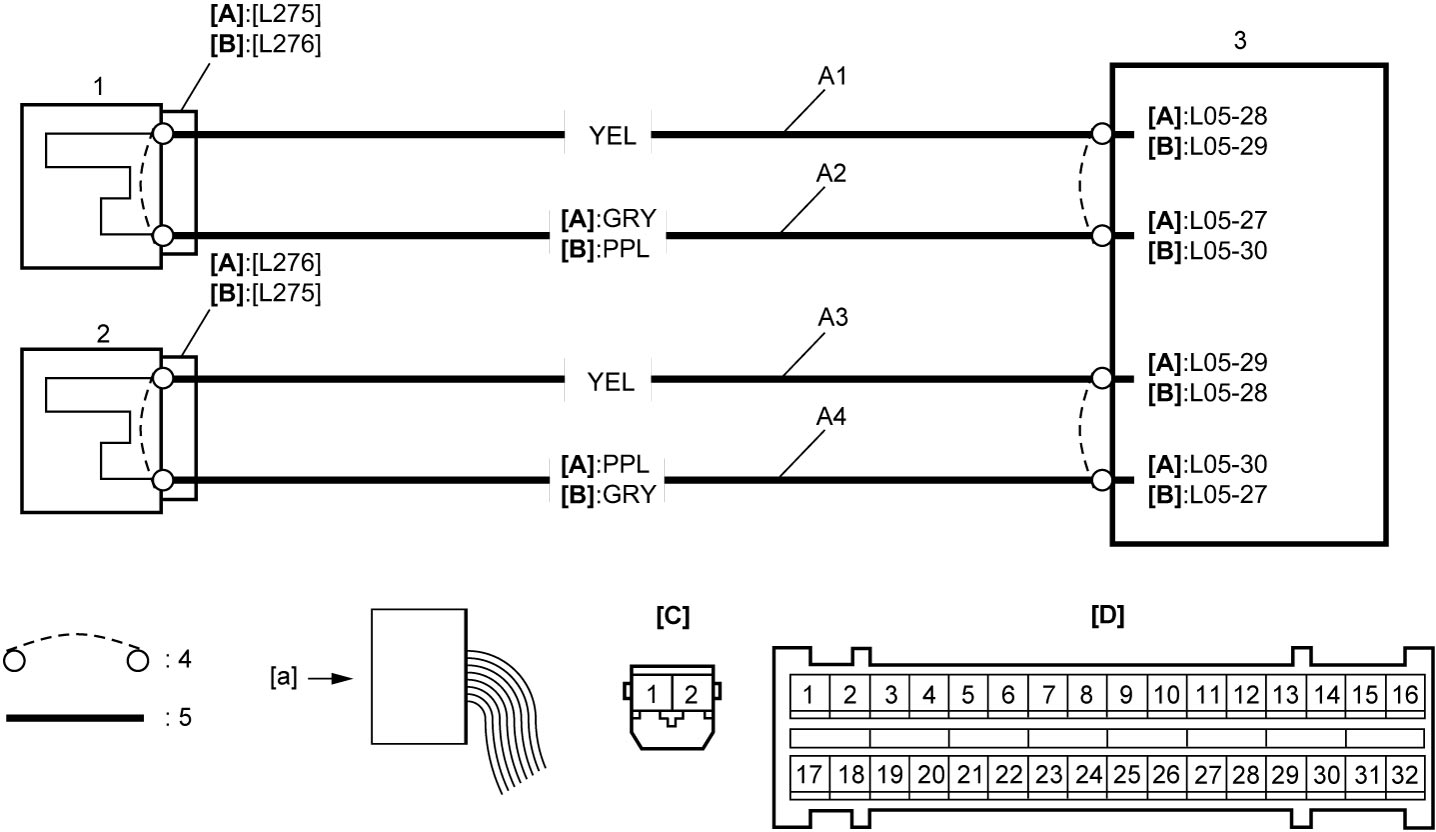 [A]:[L275]
[B]:[L276]
1
YEL
A1
3
[A]:L05-28
[B]:L05-29
A2
[A]:GRY
[B]:PPL
[A]:L05-27
[B]:L05-30
[A]:[L276]
[B]:[L275]
2
YEL
A3
[A]:L05-29
[B]:L05-28
A4
[A]:PPL
[B]:GRY
[A]:L05-30
[B]:L05-27
: 4
: 5
[a]
[C]
1 2
[D]
1 2 3 4 5 6 7 8 9 10 11 12 13 14 15 16
17 18 19 20 21 22 23 24 25 26 27 28 29 30 31 32